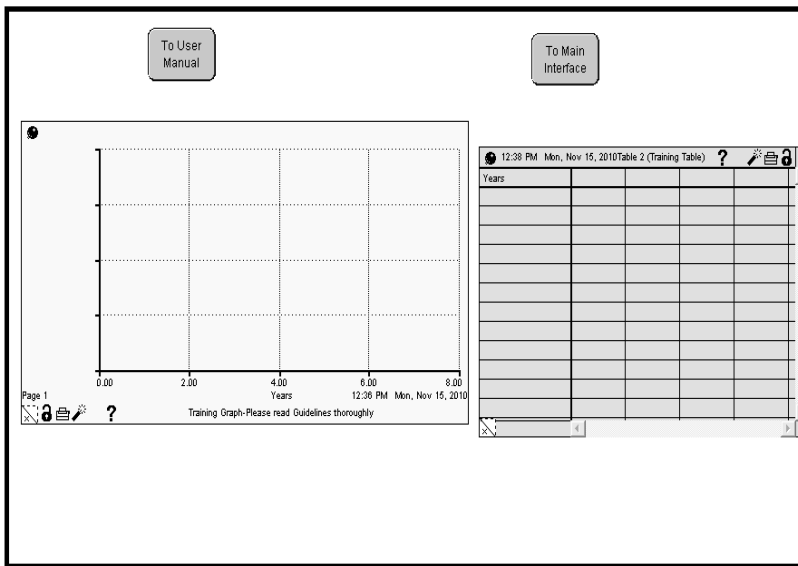 To User
Manual
To Main
Interface
0.00 2.00 4.00 6.00 8.00
Page 1 Years 12:36 PM Mon, Nov 15, 2010
? Training Graph-Please read Guidelines thoroughly
12:38 PM Mon, Nov 15, 2010Table 2 (Training Table) ?
Years